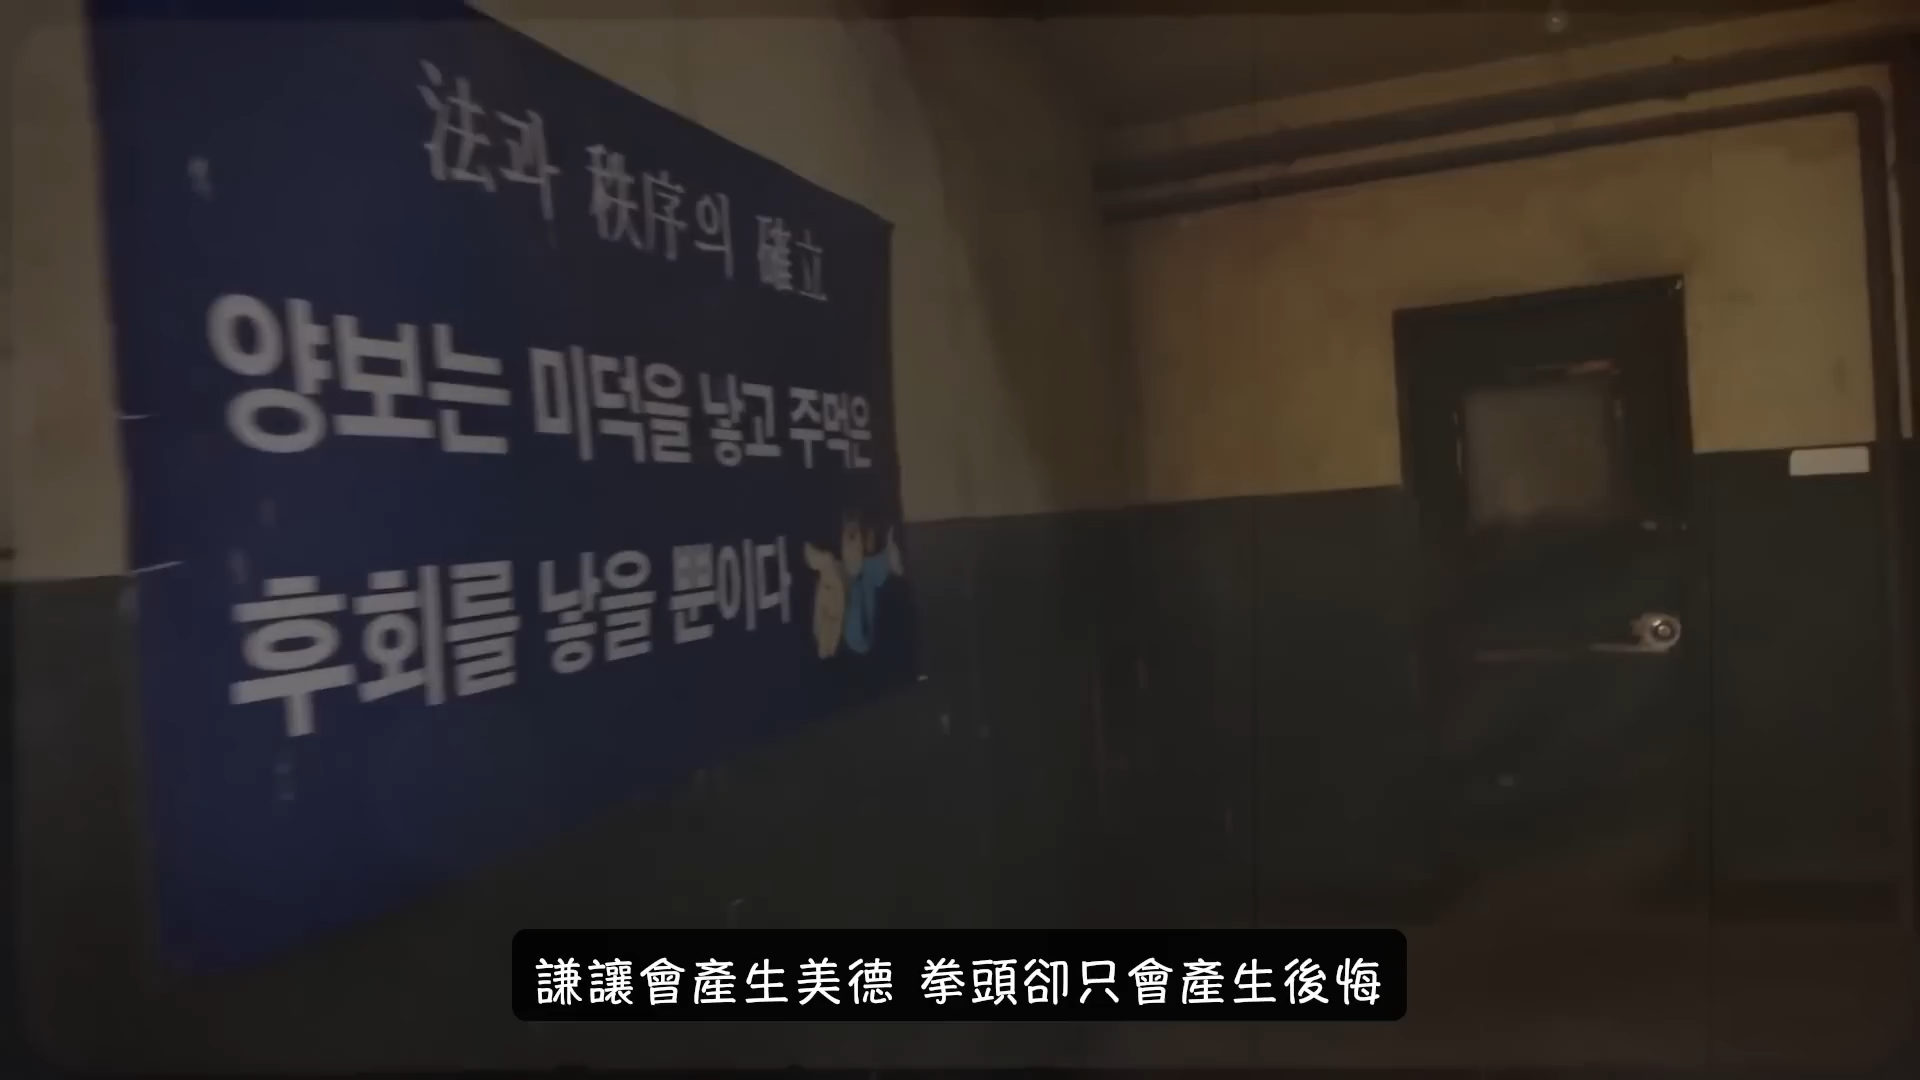 法과 秩序의 確立
양보는 미덕을 낳고 주먹은
후회를 낳을 뿐이다
謙讓會產生美德 拳頭卻只會產生後悔